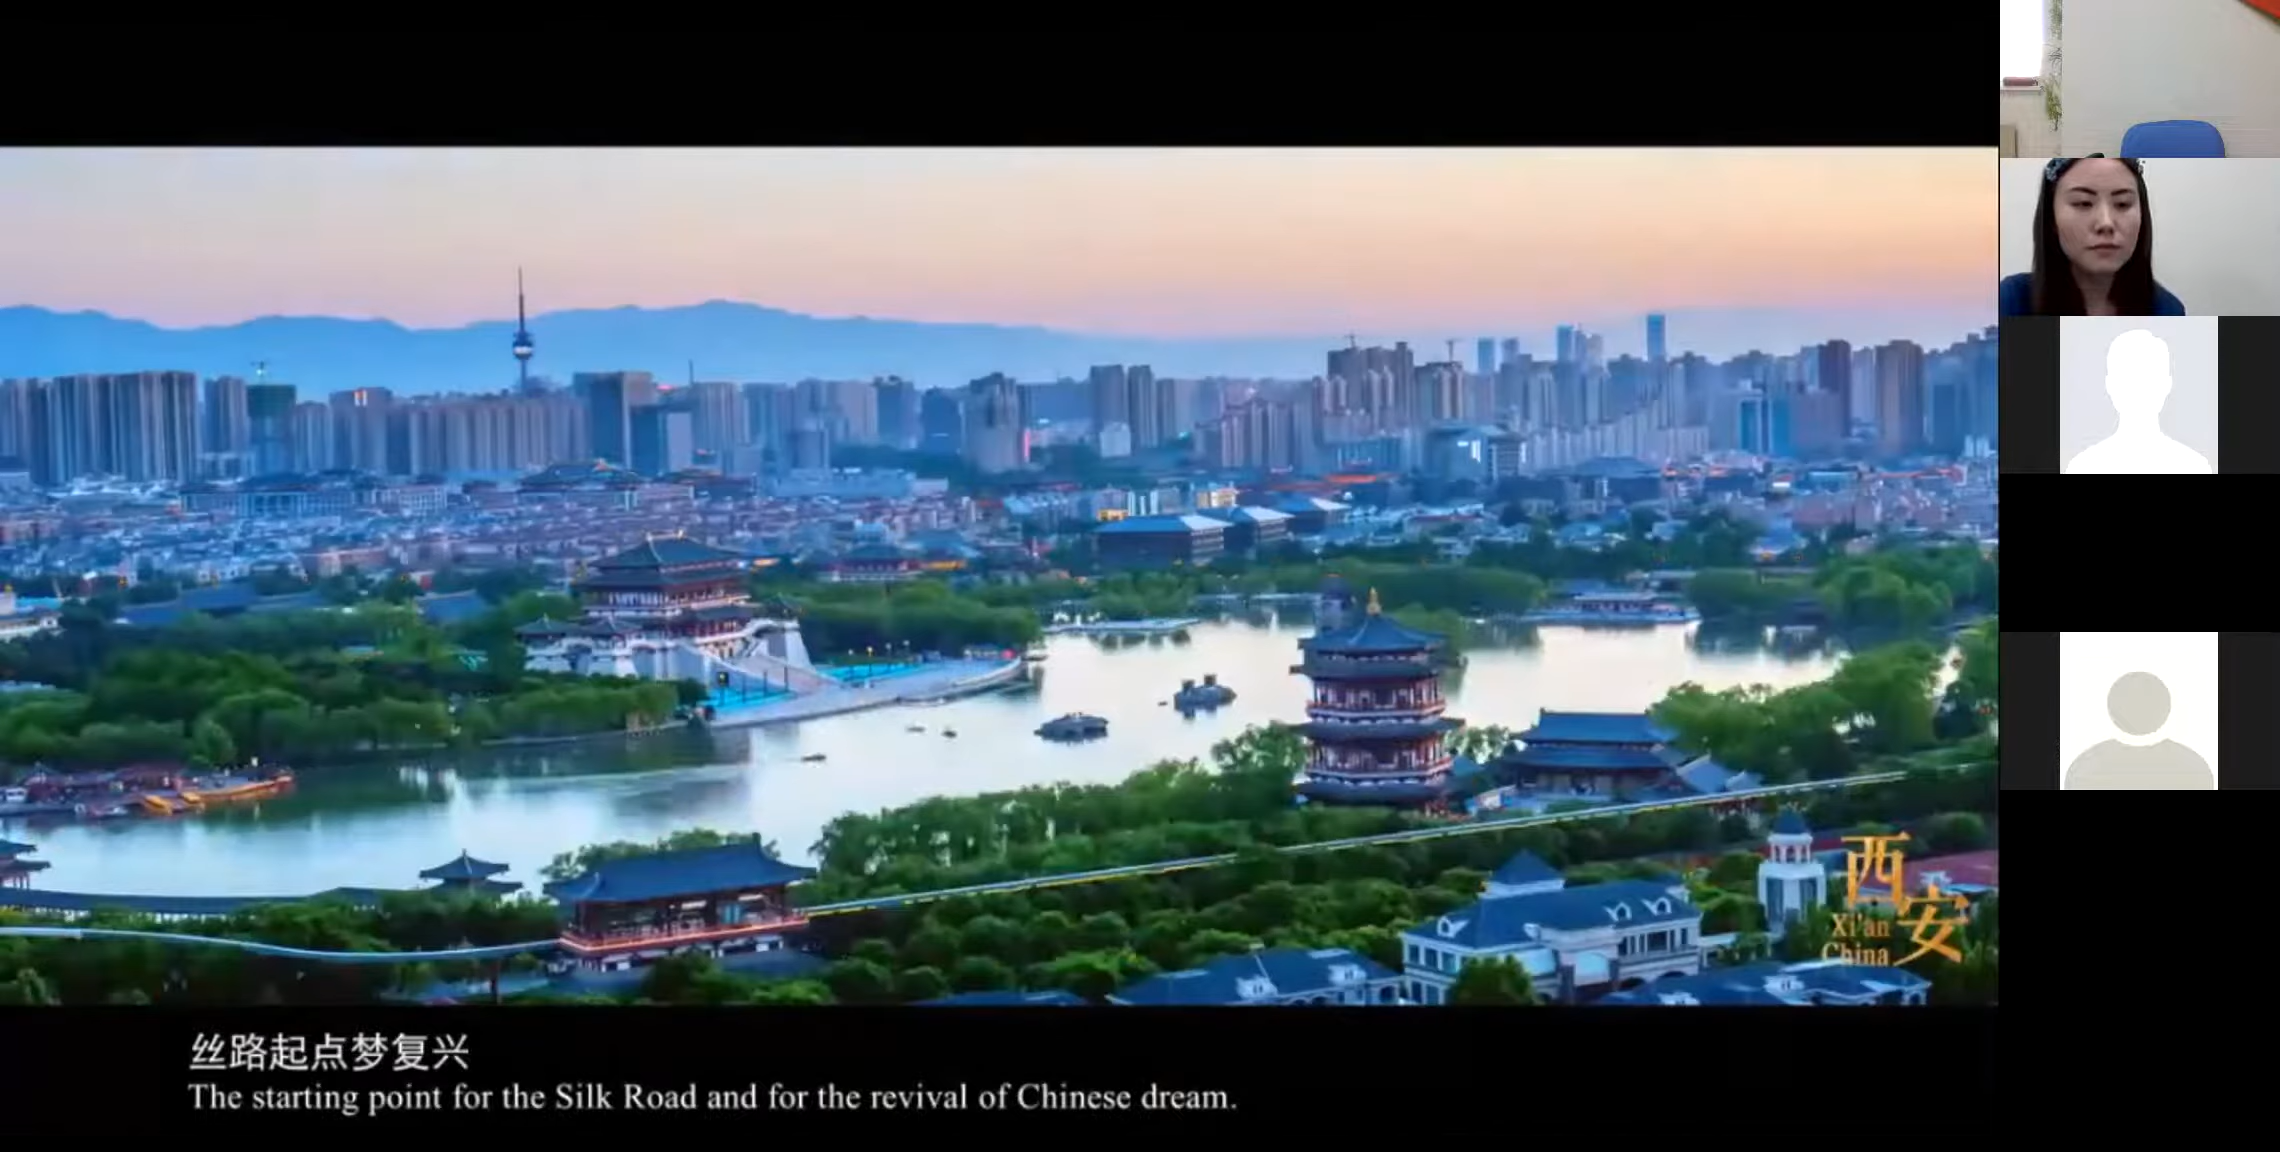 西安
Xi'an
China
丝路起点梦复兴
The starting point for the Silk Road and for the revival of Chinese dream.